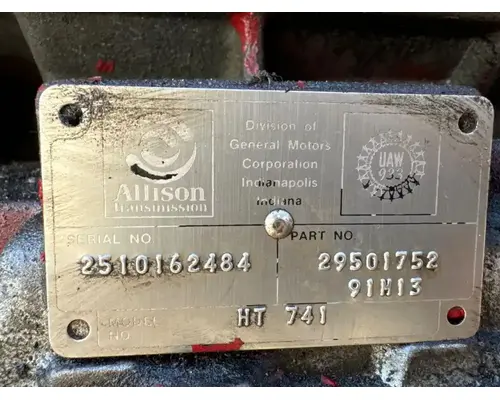 Allison
Transmission
Division of
General Motors
Corporation
Indianapolis
Indiana
UAW
933
SERIAL NO
2510162484
PART NO
29501752
91H13
MODEL
NO
HT 741